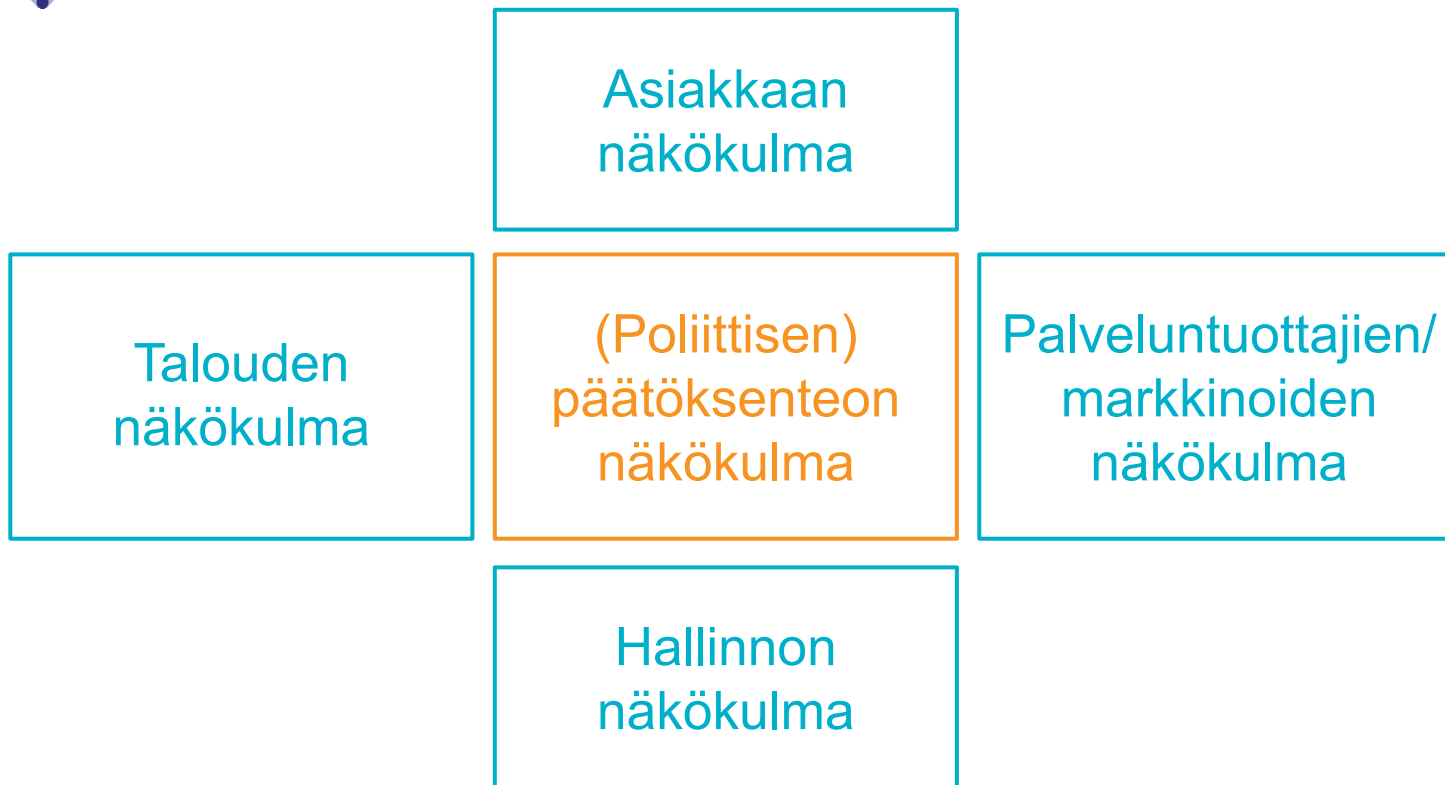 Asiakkaan
näkökulma
Talouden
näkökulma
(Poliittisen)
päätöksenteon
näkökulma
Palveluntuottajien/
markkinoiden
näkökulma
Hallinnon
näkökulma